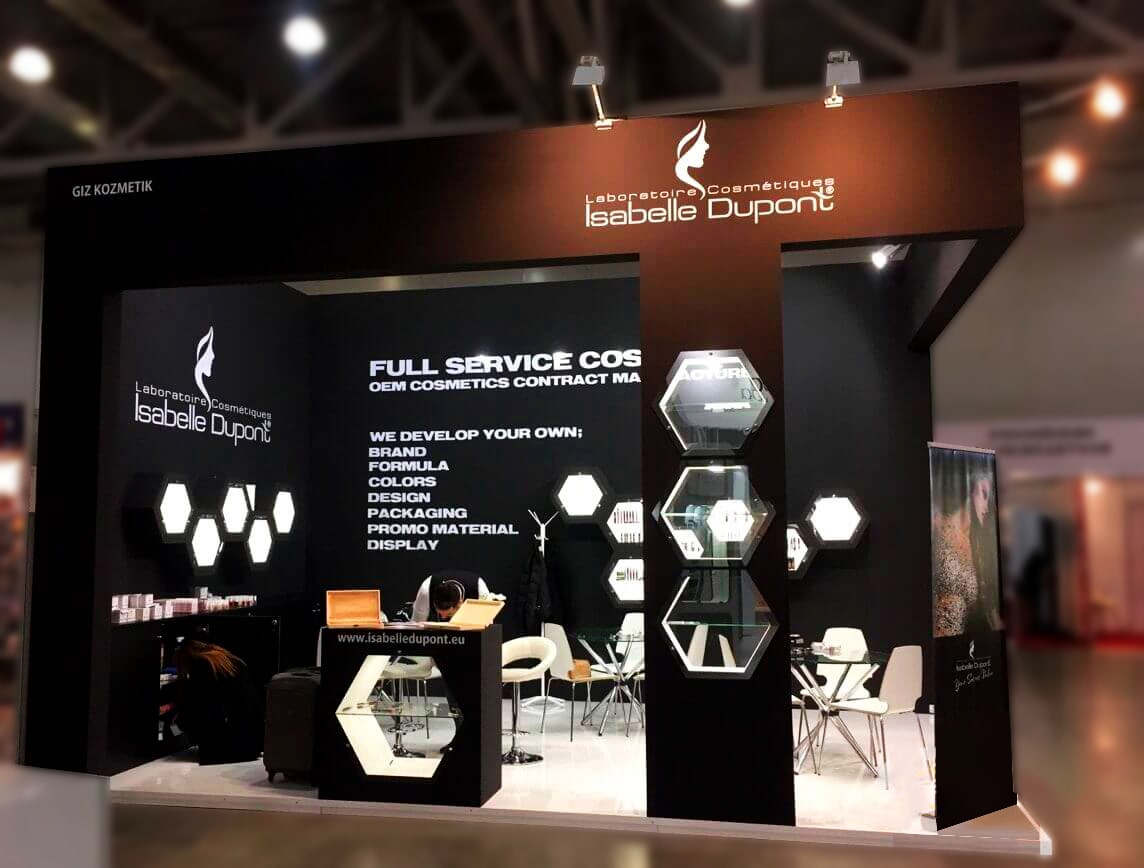 GIZ KOZMETIK
Laboratoire Cosmétiques
Isabelle Dupont
Laboratoire Cosmétiques
Isabelle Dupont
FULL SERVICE COS
OEM COSMETICS CONTRACT MA ACTURE
WE DEVELOP YOUR OWN;
BRAND
FORMULA
COLORS
DESIGN
PACKAGING
PROMO MATERIAL
DISPLAY
www.isabelledupont.eu
Isabelle Dupont